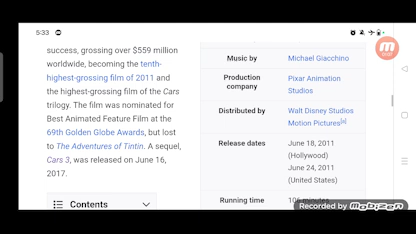 5:33
success, grossing over $559 million
worldwide, becoming the tenth-
highest-grossing film of 2011 and
the highest-grossing film of the Cars
trilogy. The film was nominated for
Best Animated Feature Film at the
69th Golden Globe Awards, but lost
to The Adventures of Tintin. A sequel,
Cars 3, was released on June 16,
2017.
Contents
Music by Michael Giacchino
Production Pixar Animation
company Studios
Distributed by Walt Disney Studios
Motion Pictures[a]
Release dates June 18, 2011
(Hollywood)
June 24, 2011
(United States)
Running time 106 minutes
Recorded by Mobizen